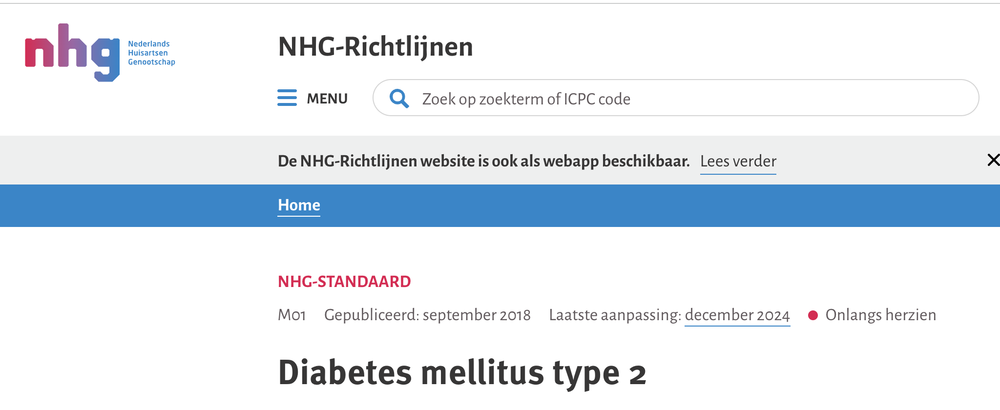 nhg
Nederlands
Huisartsen
Genootschap
NHG-Richtlijnen
MENU
Zoek op zoekterm of ICPC code
De NHG-Richtlijnen website is ook als webapp beschikbaar. Lees verder
Home
NHG-STANDAARD
M01 Gepubliceerd: september 2018 Laatste aanpassing: december 2024 Onlangs herzien
Diabetes mellitus type 2